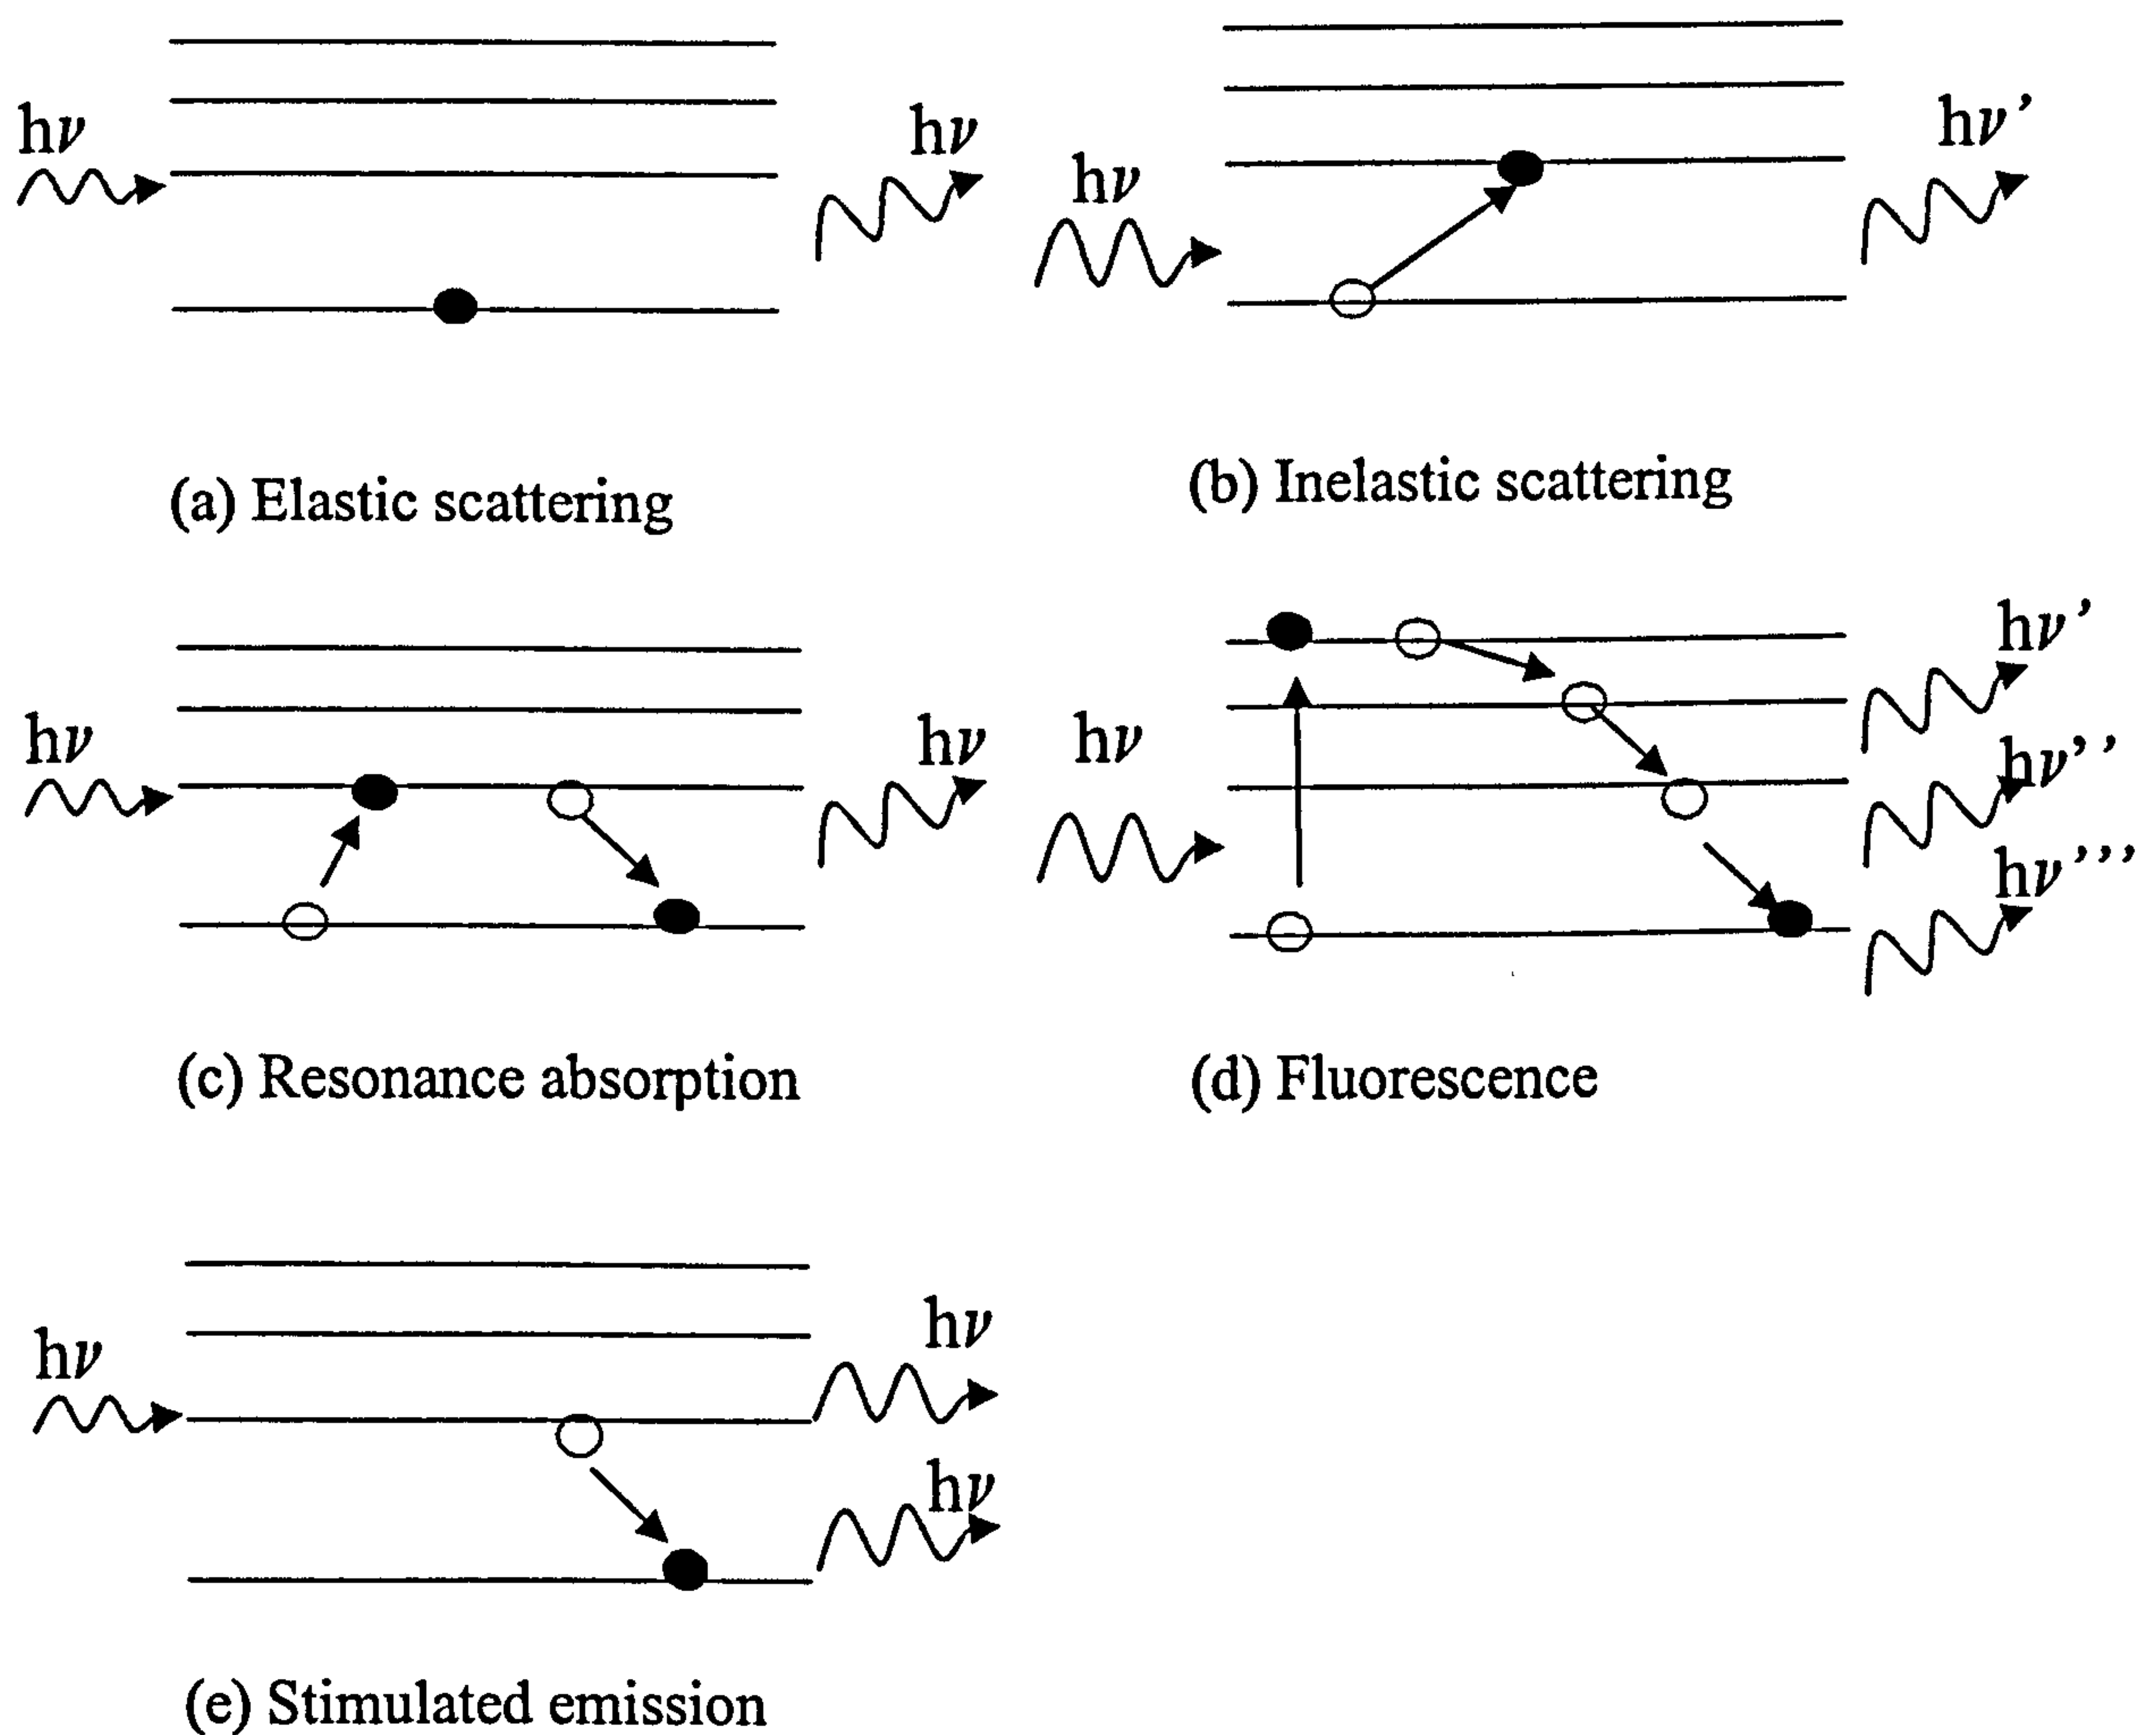 hν
hν
(a) Elastic scattering
hν
hν’
(b) Inelastic scattering
hν
hν
(c) Resonance absorption
hν
hν’
hν’’
hν’’’
(d) Fluorescence
hν
hν
hν
(e) Stimulated emission